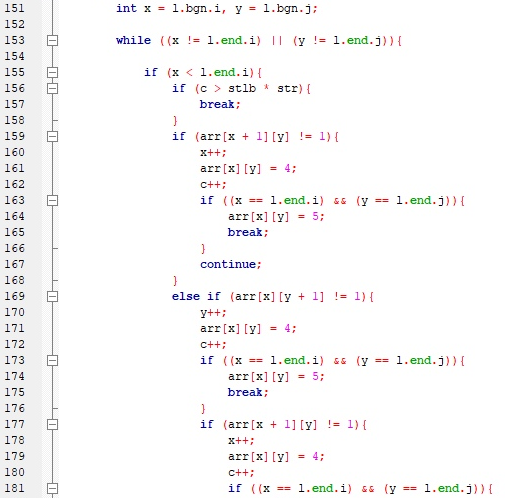 151 int x = l.bgn.i, y = l.bgn.j;
152
153 while ((x != l.end.i) || (y != l.end.j)){
154
155 if (x < l.end.i){
156 if (c > stlb * str){
157 break;
158 }
159 if (arr[x + 1][y] != 1){
160 x++;
161 arr[x][y] = 4;
162 c++;
163 if ((x == l.end.i) && (y == l.end.j)){
164 arr[x][y] = 5;
165 break;
166 }
167 continue;
168 }
169 else if (arr[x][y + 1] != 1){
170 y++;
171 arr[x][y] = 4;
172 c++;
173 if ((x == l.end.i) && (y == l.end.j)){
174 arr[x][y] = 5;
175 break;
176 }
177 if (arr[x + 1][y] != 1){
178 x++;
179 arr[x][y] = 4;
180 c++;
181 if ((x == l.end.i) && (y == l.end.j)){